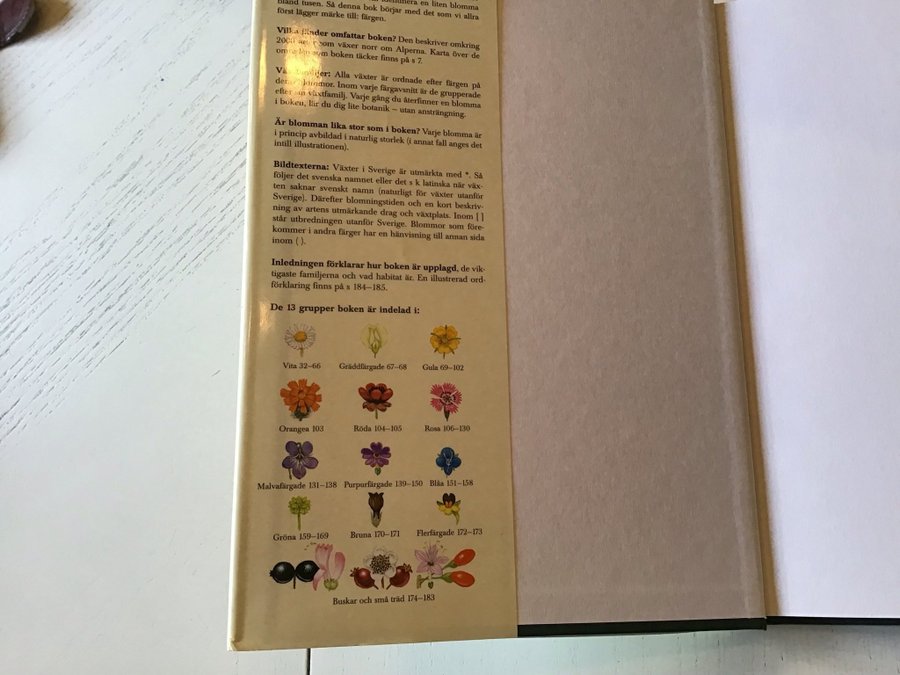 identifiera en liten blomma
bland tusen. Så denna bok börjar med det som vi allra
först lägger märke till: färgen.
Vilka länder omfattar boken? Den beskriver omkring
som växer norr om Alperna. Karta över de
som boken täcker finns på s 7.
Alla växter är ordnade efter färgen på
blommor. Inom varje färgavsnitt är de grupperade
efter sin växtfamilj. Varje gång du återfinner en blomma
i boken, lär du dig lite botanik – utan ansträngning.
Är blomman lika stor som i boken? Varje blomma är
i princip avbildad i naturlig storlek (i annat fall anges det
intill illustrationen).
Bildtexterna: Växter i Sverige är utmärkta med *. Så
följer det svenska namnet eller det s k latinska när väx-
ten saknar svenskt namn (naturligt för växter utanför
Sverige). Därefter blomningstiden och en kort beskriv-
ning av artens utmärkande drag och växtplats. Inom [ ]
står utbredningen utanför Sverige. Blommor som före-
kommer i andra färger har en hänvisning till annan sida
inom ( ).
Inledningen förklarar hur boken är upplagd, de vik-
tigaste familjerna och vad habitat är. En illustrerad ord-
förklaring finns på s 184–185.
De 13 grupper boken är indelad i:
Vita 32–66 Gräddfärgade 67–68 Gula 69–102
Orangea 103 Röda 104–105 Rosa 106–130
Malvafärgade 131–138 Purpurfärgade 139–150 Blåa 151–158
Gröna 159–169 Bruna 170–171 Flerfärgade 172–173
Buskar och små träd 174–183